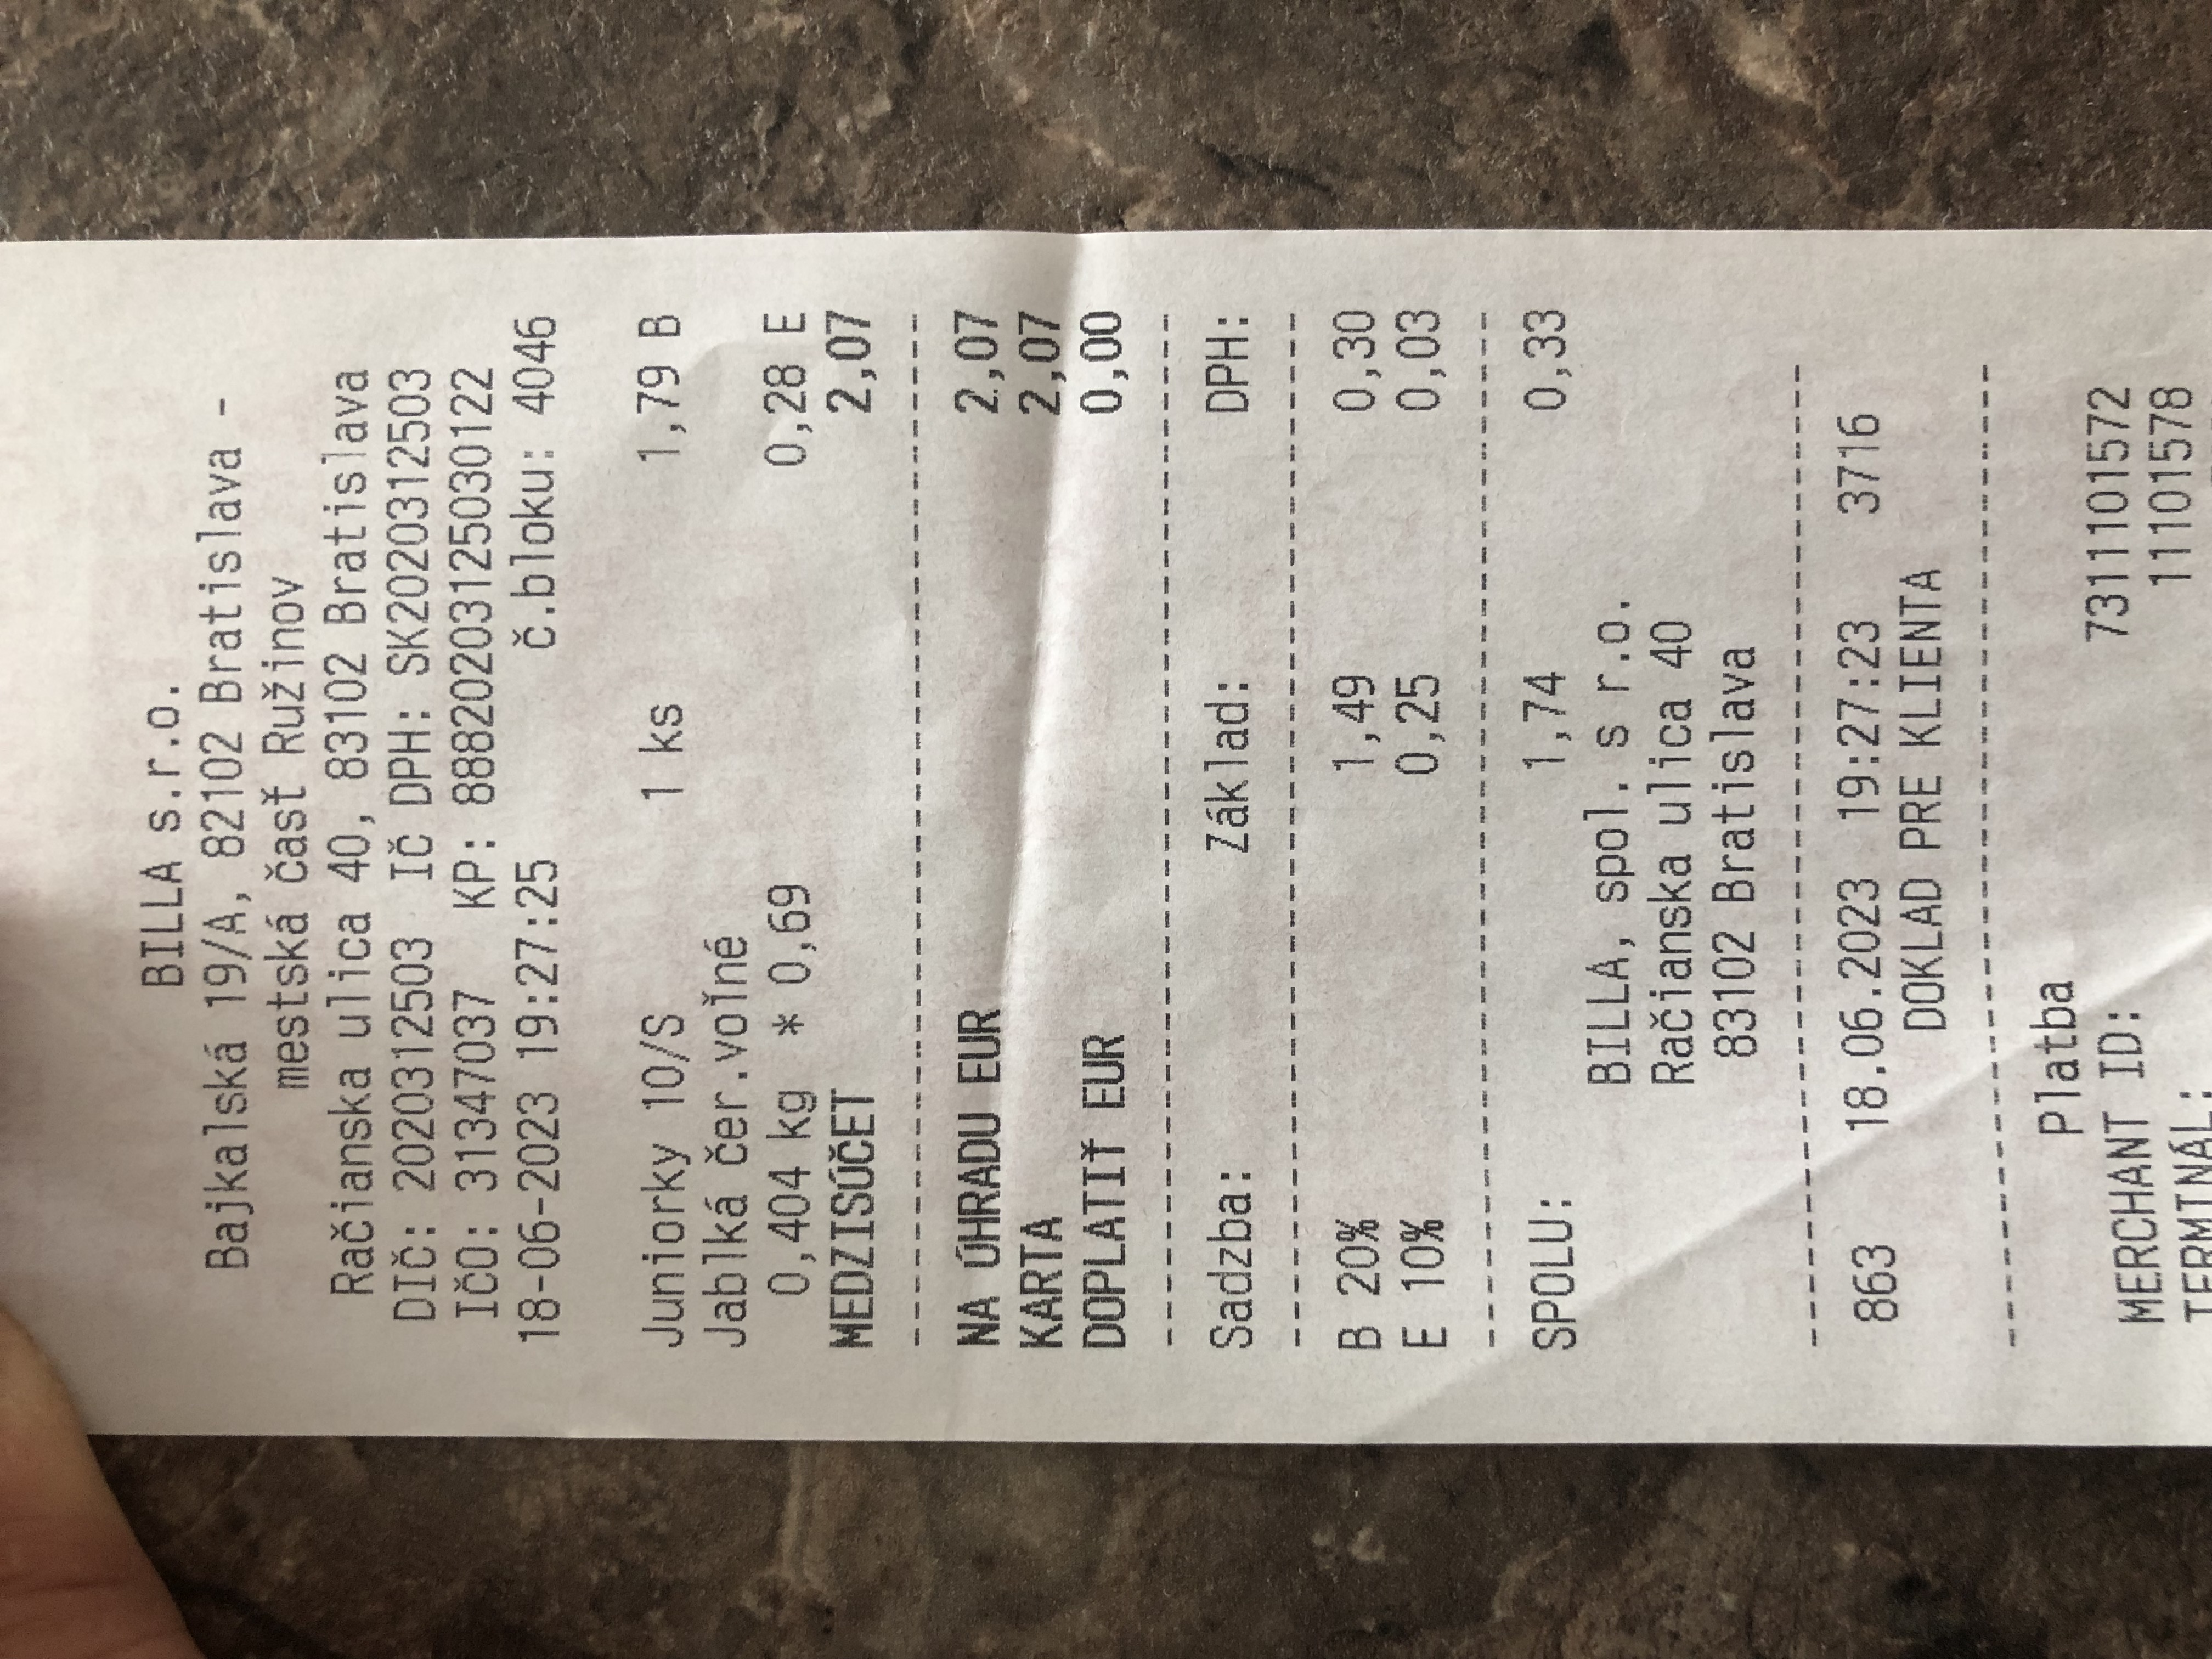 BILLA s.r.o.
Bajkalská 19/A, 82102 Bratislava -
mestská časť Ružinov
Račianska ulica 40, 83102 Bratislava
DIČ: 2020312503 IČ DPH: SK2020312503
IČO: 31347037 KP: 88820203125030122
18-06-2023 19:27:25 č.bloku: 4046
Juniorky 10/S 1 ks 1,79 B
Jablká čer.voľné
0,404 kg * 0,69 0,28 E
MEDZISÚČET 2,07
NA ÚHRADU EUR 2,07
KARTA 2,07
DOPLATIŤ EUR 0,00
Sadzba: Základ: DPH:
B 20% 1,49 0,30
E 10% 0,25 0,03
SPOLU: 1,74 0,33
BILLA, spol. s r.o.
Račianska ulica 40
83102 Bratislava
863 18.06.2023 19:27:23 3716
DOKLAD PRE KLIENTA
Platba
MERCHANT ID: 7311101572
TERMINÁL: 11101578